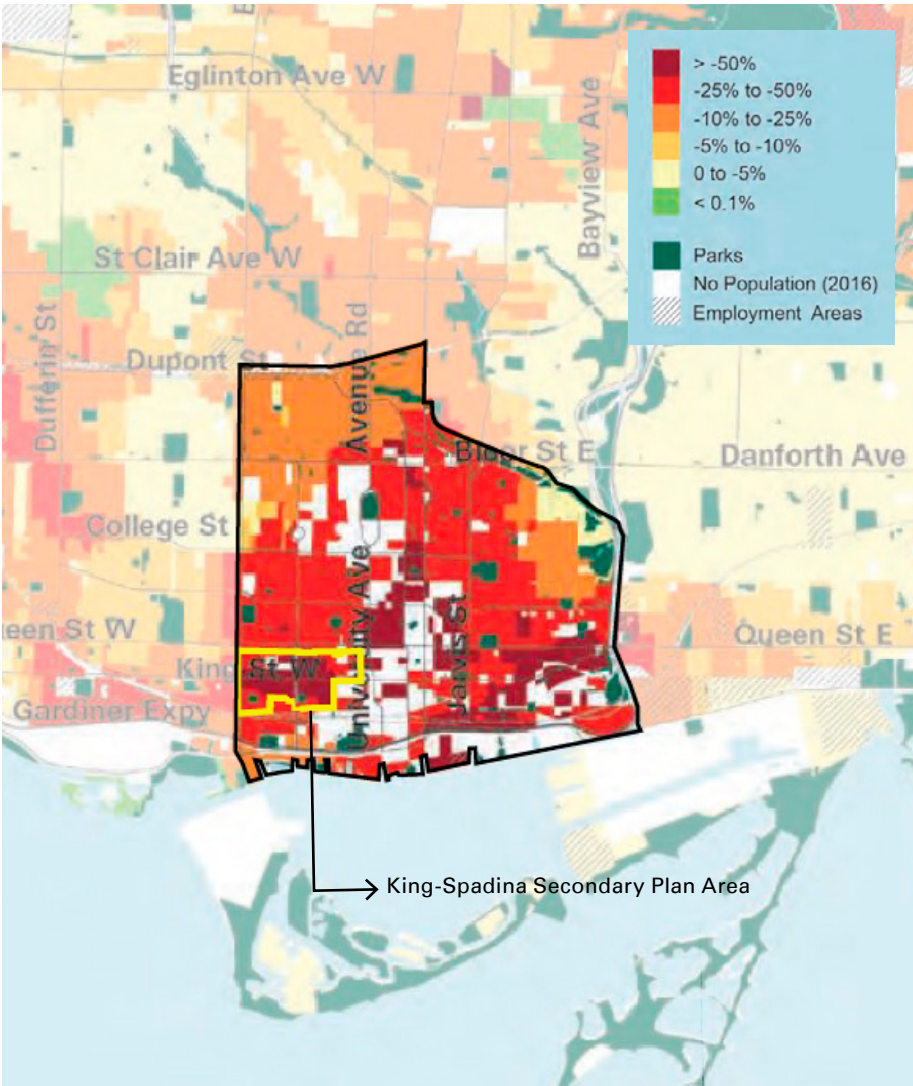 Eglinton Ave W
Bayview Ave
> -50%
-25% to -50%
-10% to -25%
-5% to -10%
0 to -5%
< 0.1%
Parks
No Population (2016)
Employment Areas
St Clair Ave W
Dufferin St
Dupont St
Avenue Rd
Bloor St E
Danforth Ave
College St
University Ave
Jarvis St
een St W
Queen St E
King St W
Gardiner Expy
King-Spadina Secondary Plan Area